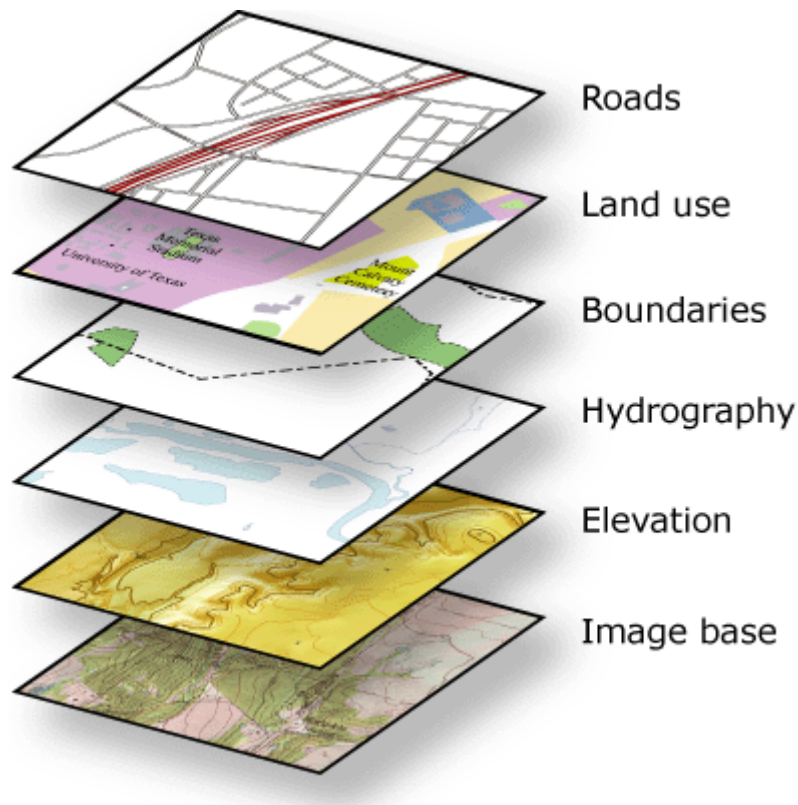 Roads
Land use
Texas
Memorial
Stadium
University of Texas
Mount
Calvary
Cemetery
Boundaries
Hydrography
Elevation
Image base